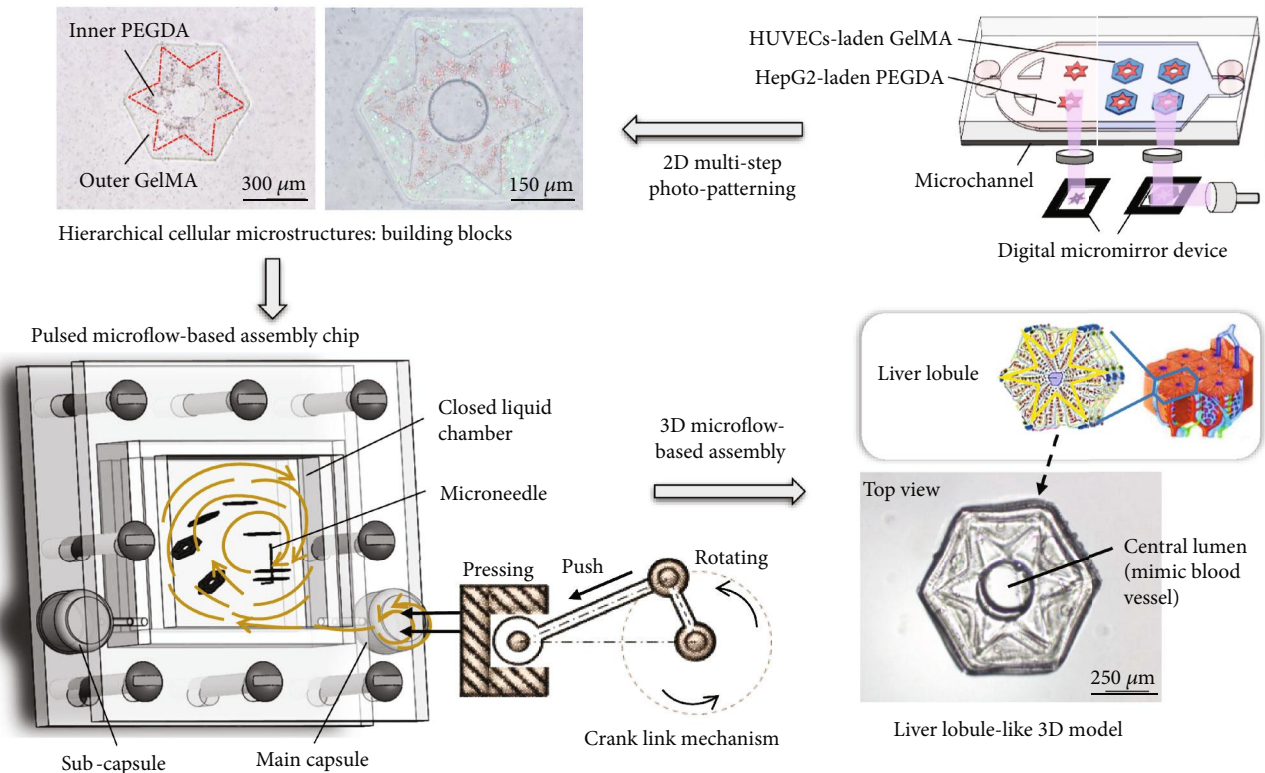 Inner PEGDA
Outer GelMA
300 μm
150 μm
Hierarchical cellular microstructures: building blocks
2D multi-step
photo-patterning
HUVECs-laden GelMA
HepG2-laden PEGDA
Microchannel
Digital micromirror device
Pulsed microflow-based assembly chip
Closed liquid
chamber
Microneedle
Sub-capsule
Main capsule
Pressing
Push
Rotating
Crank link mechanism
3D microflow-
based assembly
Liver lobule
Top view
Central lumen
(mimic blood
vessel)
250 μm
Liver lobule-like 3D model